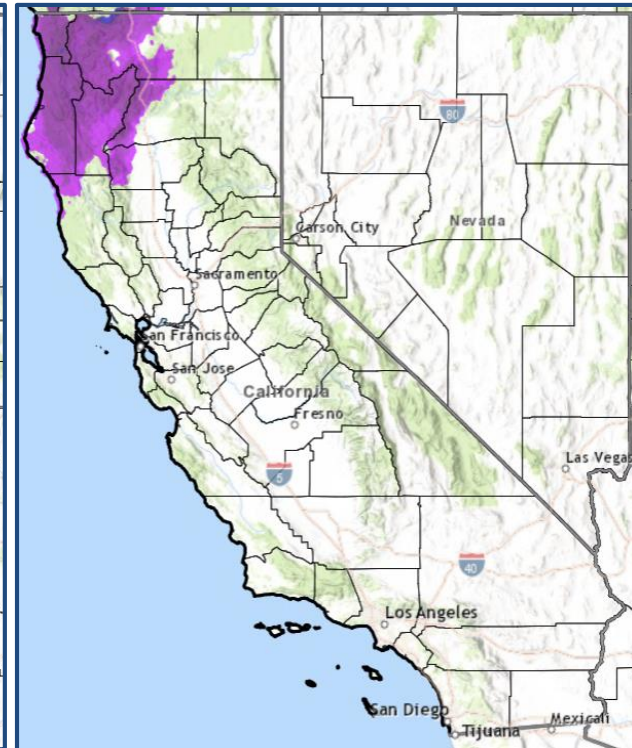 80
Carson City
Nevada
Sacramento
San Francisco
San Jose
California
Fresno
Las Vegas
5
40
Los Angeles
San Diego
Tijuana
Mexicali